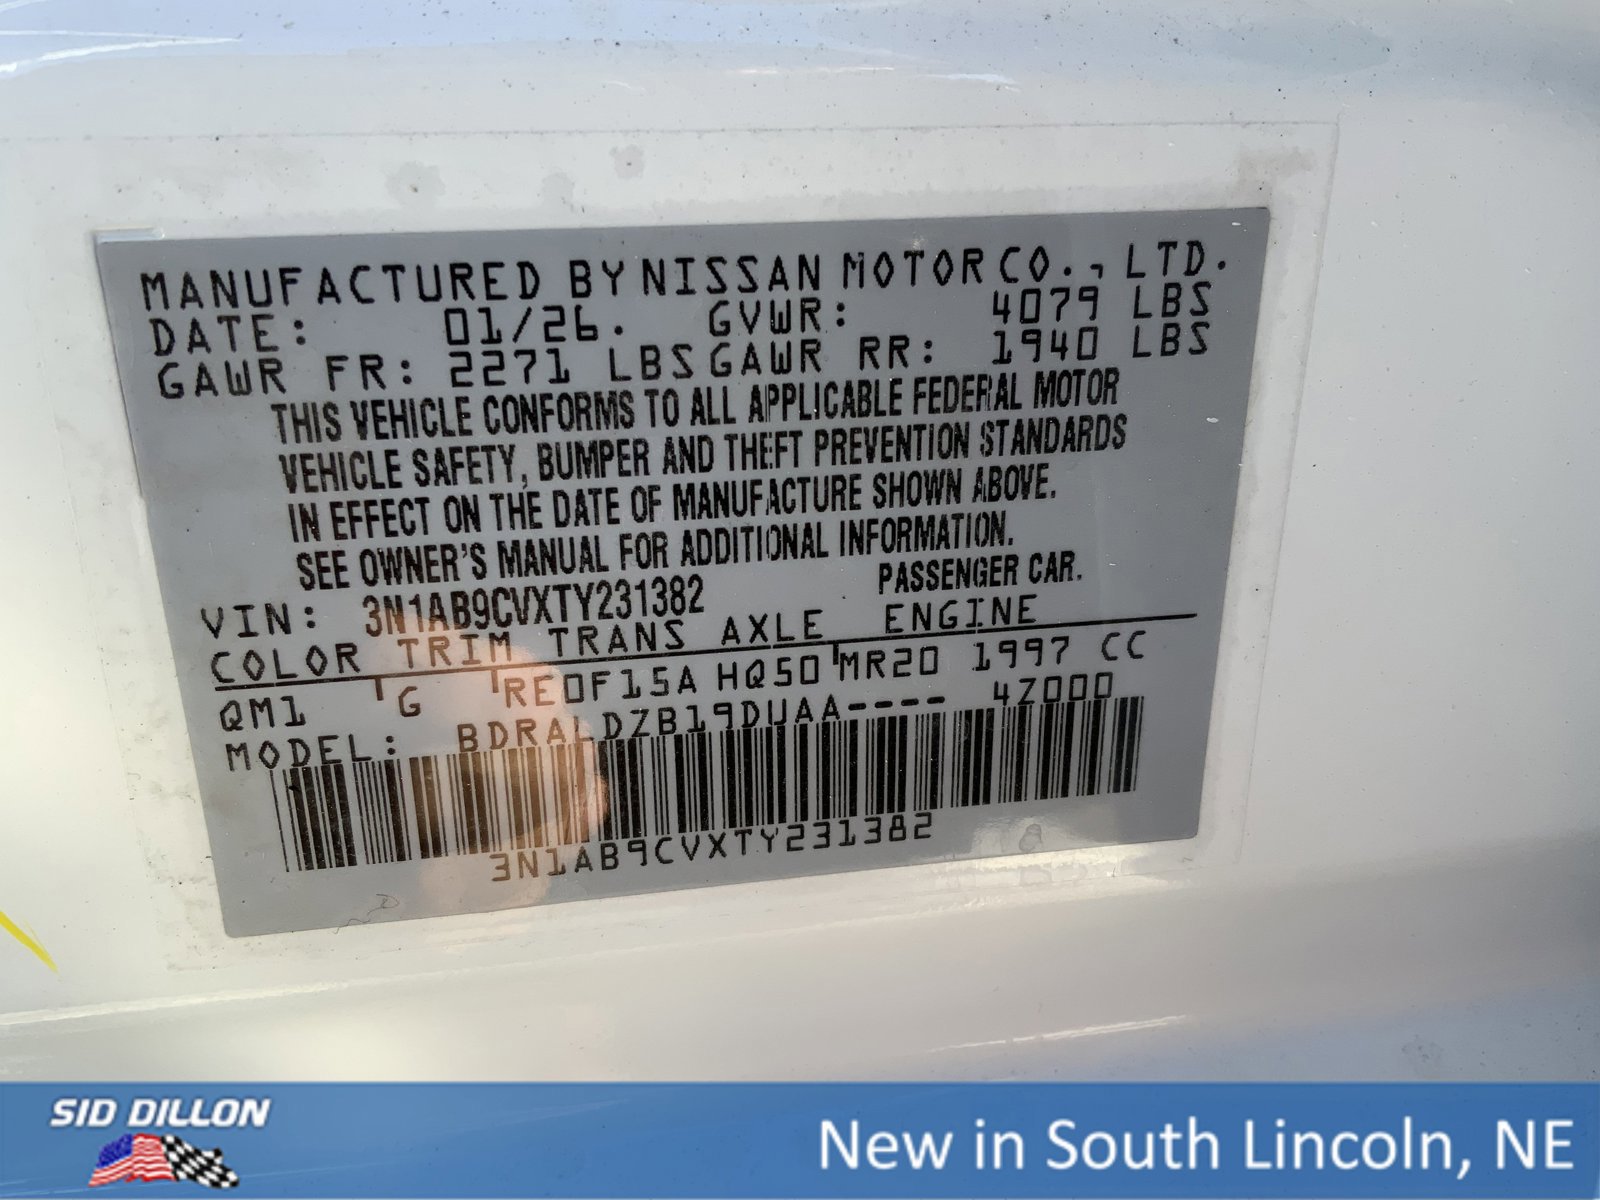 MANUFACTURED BY NISSAN MOTOR CO., LTD.
DATE: 01/26. GVWR: 4079 LBS
GAWR FR: 2271 LBS GAWR RR: 1940 LBS
THIS VEHICLE CONFORMS TO ALL APPLICABLE FEDERAL MOTOR
VEHICLE SAFETY, BUMPER AND THEFT PREVENTION STANDARDS
IN EFFECT ON THE DATE OF MANUFACTURE SHOWN ABOVE.
SEE OWNER'S MANUAL FOR ADDITIONAL INFORMATION.
VIN: 3N1AB9CVXTY231382 PASSENGER CAR.
COLOR TRIM TRANS AXLE ENGINE
QM1 G RE0F15A HQ50 MR20 1997 CC
MODEL: BDRALDZB19DUAA---- 4Z000
3N1AB9CVXTY231382
SID DILLON
New in South Lincoln, NE